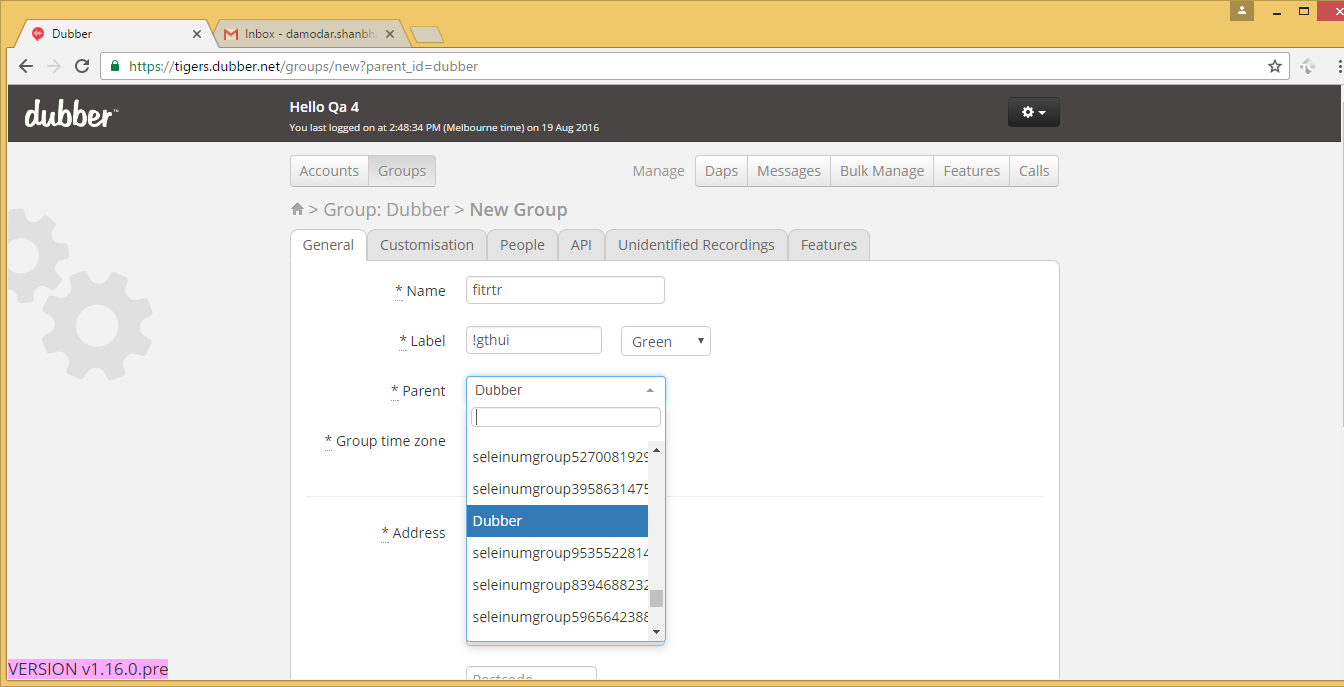 Dubber
Inbox - damodar.shanbh
https://tigers.dubber.net/groups/new?parent_id=dubber
dubber™
Hello Qa 4
You last logged on at 2:48:34 PM (Melbourne time) on 19 Aug 2016
Accounts Groups Manage Daps Messages Bulk Manage Features Calls
> Group: Dubber > New Group
General Customisation People API Unidentified Recordings Features
* Name fitrtr
* Label !gthui Green
* Parent Dubber
* Group time zone
seleinumgroup5270081929
seleinumgroup395863147
Dubber
* Address
seleinumgroup953552281
seleinumgroup8394688232
seleinumgroup596564238
VERSION v1.16.0.pre
Postcode